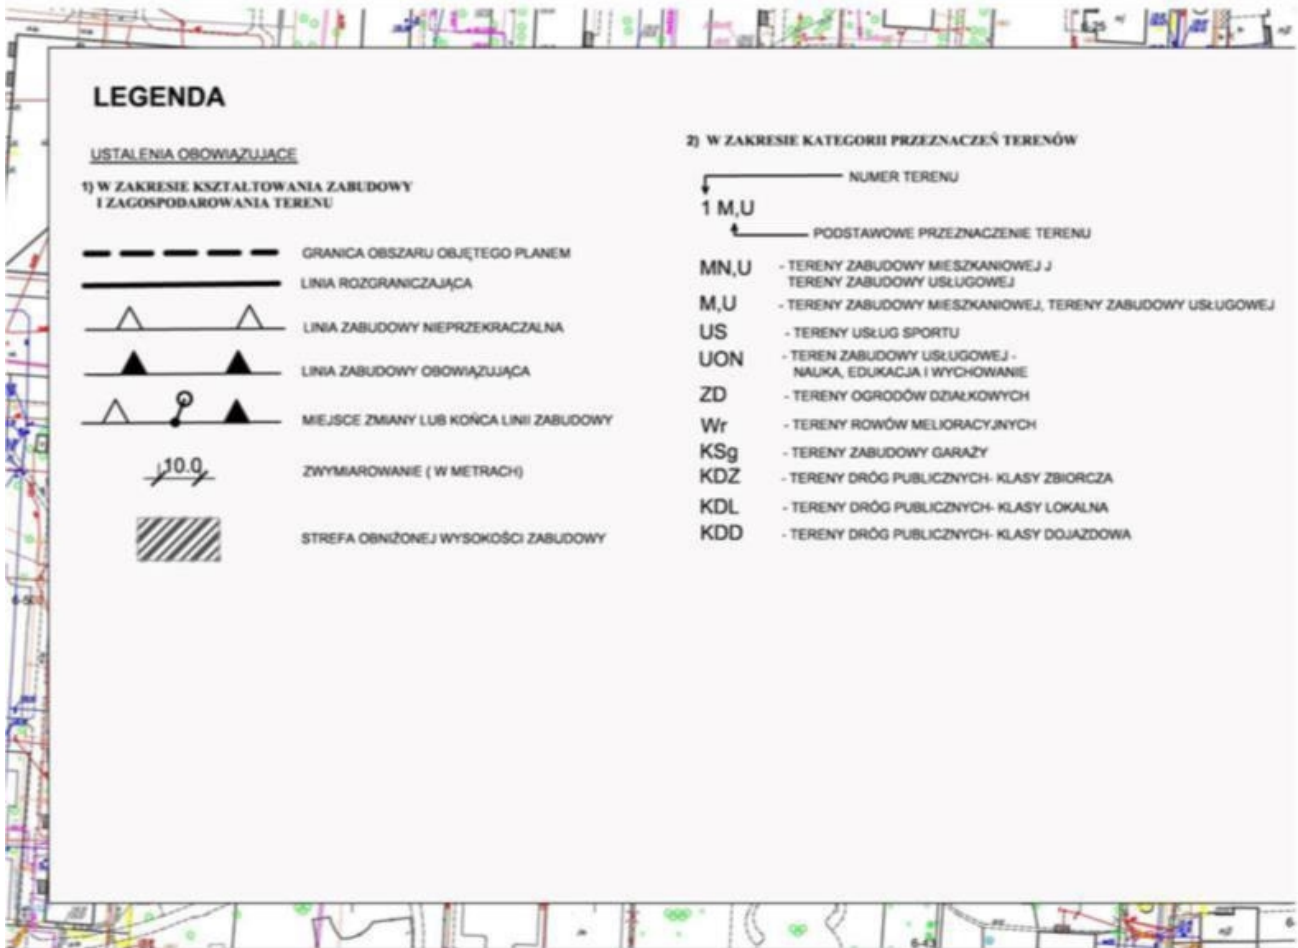 LEGENDA
USTALENIA OBOWIĄZUJĄCE
1) W ZAKRESIE KSZTAŁTOWANIA ZABUDOWY
I ZAGOSPODAROWANIA TERENU
GRANICA OBSZARU OBJĘTEGO PLANEM
LINIA ROZGRANICZAJĄCA
LINIA ZABUDOWY NIEPRZEKRACZALNA
LINIA ZABUDOWY OBOWIĄZUJĄCA
MIEJSCE ZMIANY LUB KOŃCA LINII ZABUDOWY
10.0 ZWYMIAROWANIE ( W METRACH)
STREFA OBNIŻONEJ WYSOKOŚCI ZABUDOWY
2) W ZAKRESIE KATEGORII PRZEZNACZEŃ TERENÓW
NUMER TERENU
1 M,U
PODSTAWOWE PRZEZNACZENIE TERENU
MN,U - TERENY ZABUDOWY MIESZKANIOWEJ J
TERENY ZABUDOWY USŁUGOWEJ
M,U - TERENY ZABUDOWY MIESZKANIOWEJ, TERENY ZABUDOWY USŁUGOWEJ
US - TERENY USŁUG SPORTU
UON - TEREN ZABUDOWY USŁUGOWEJ -
NAUKA, EDUKACJA I WYCHOWANIE
ZD - TERENY OGRODÓW DZIAŁKOWYCH
Wr - TERENY ROWÓW MELIORACYJNYCH
KSg - TERENY ZABUDOWY GARAŻY
KDZ - TERENY DRÓG PUBLICZNYCH- KLASY ZBIORCZA
KDL - TERENY DRÓG PUBLICZNYCH- KLASY LOKALNA
KDD - TERENY DRÓG PUBLICZNYCH- KLASY DOJAZDOWA